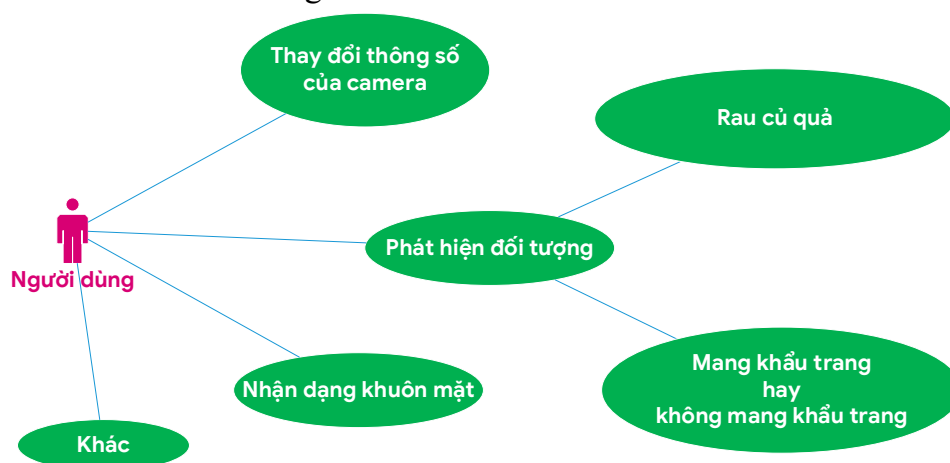 Thay đổi thông số
của camera
Rau củ quả
Phát hiện đối tượng
Người dùng
Mang khẩu trang
hay
không mang khẩu trang
Nhận dạng khuôn mặt
Khác